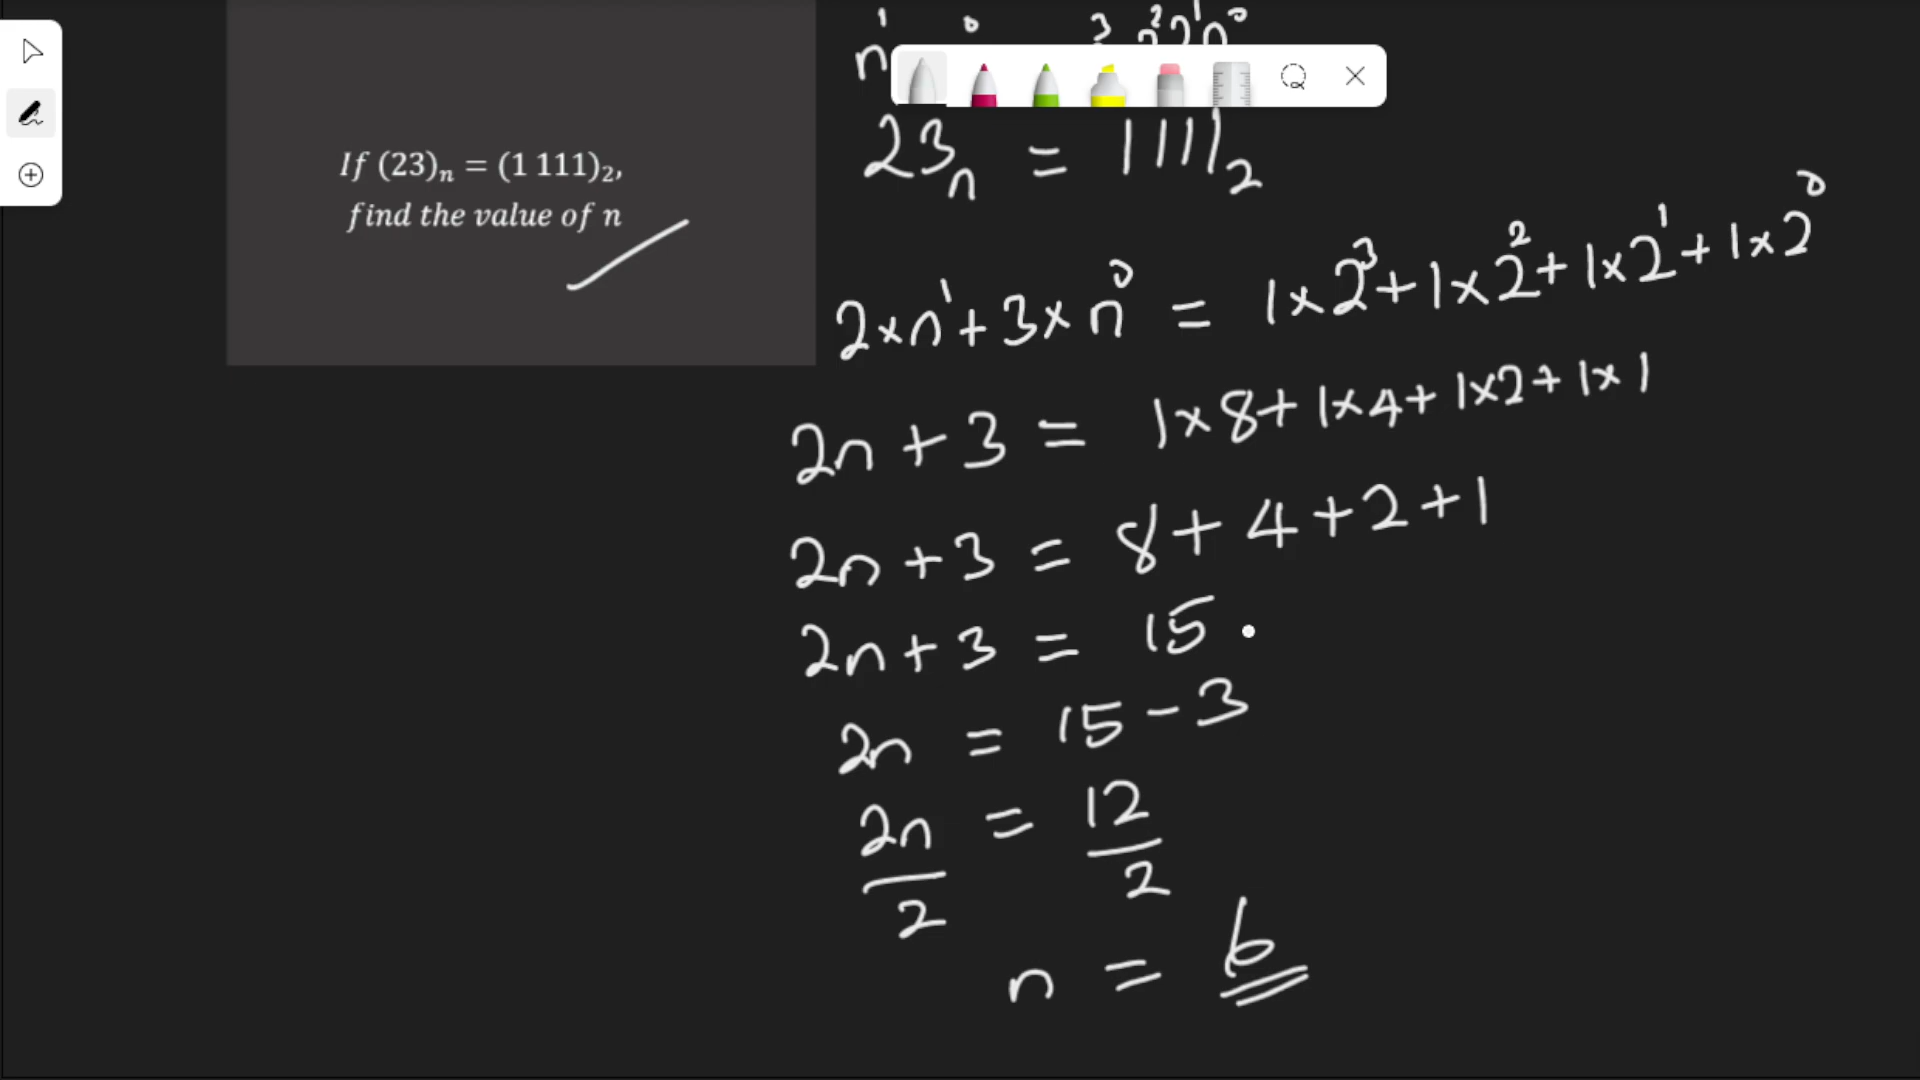 If (23)ₙ = (1 111)₂,
find the value of n
23ₙ = 1111₂
2×n¹+3×n⁰ = 1×2³+1×2²+1×2¹+1×2⁰
2n+3 = 1×8+1×4+1×2+1×1
2n+3 = 8+4+2+1
2n+3 = 15
2n = 15-3
2n/2 = 12/2
n = 6